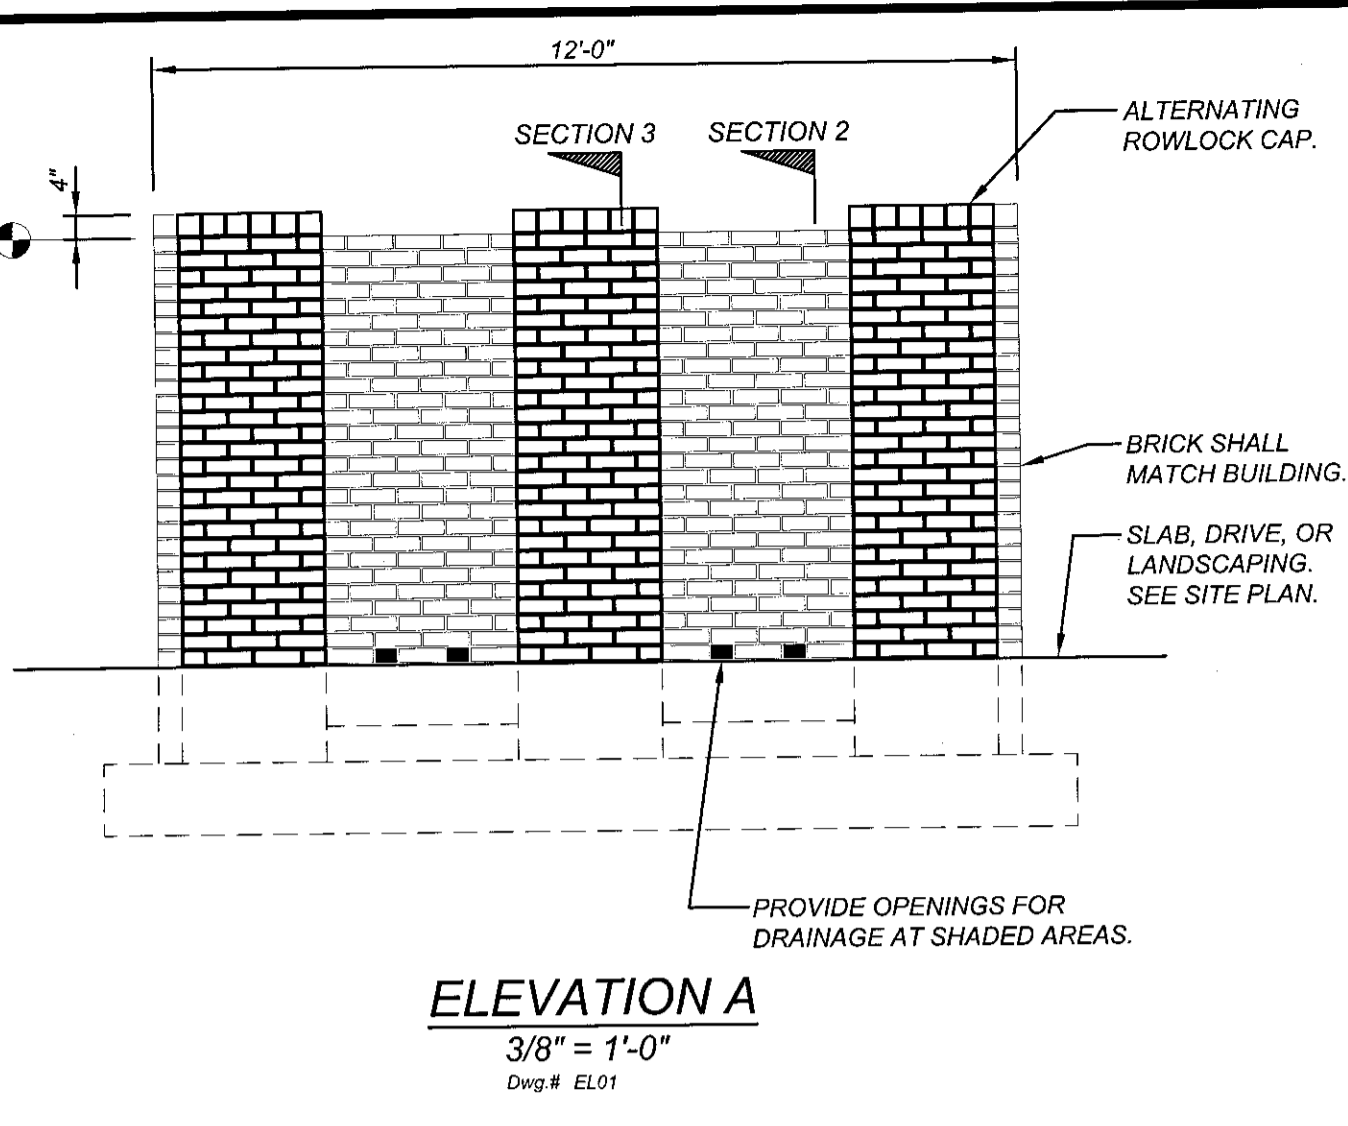 12'-0"
4"
SECTION 3
SECTION 2
ALTERNATING
ROWLOCK CAP.
BRICK SHALL
MATCH BUILDING.
SLAB, DRIVE, OR
LANDSCAPING.
SEE SITE PLAN.
PROVIDE OPENINGS FOR
DRAINAGE AT SHADED AREAS.
ELEVATION A
3/8" = 1'-0"
Dwg.# EL01